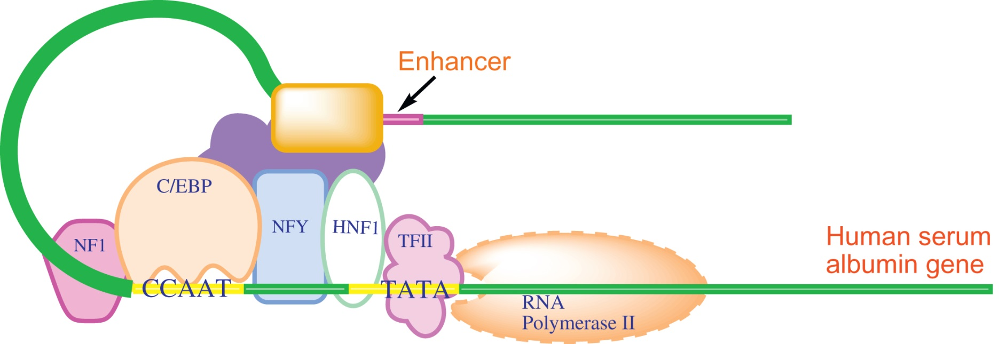 Enhancer
C/EBP
NF1
NFY
HNF1
TFII
CCAAT
TATA
RNA
Polymerase II
Human serum
albumin gene